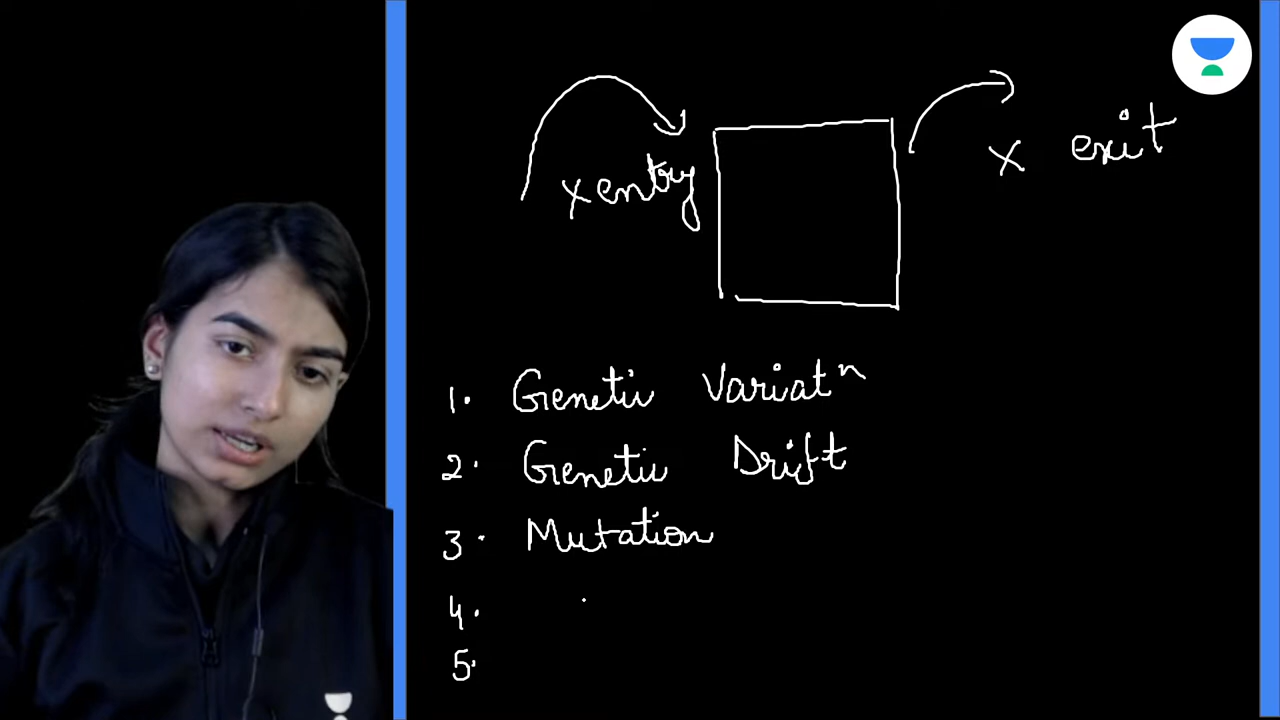 x entry
x exit
1. Genetic Variatⁿ
2. Genetic Drift
3. Mutation
4.
5.